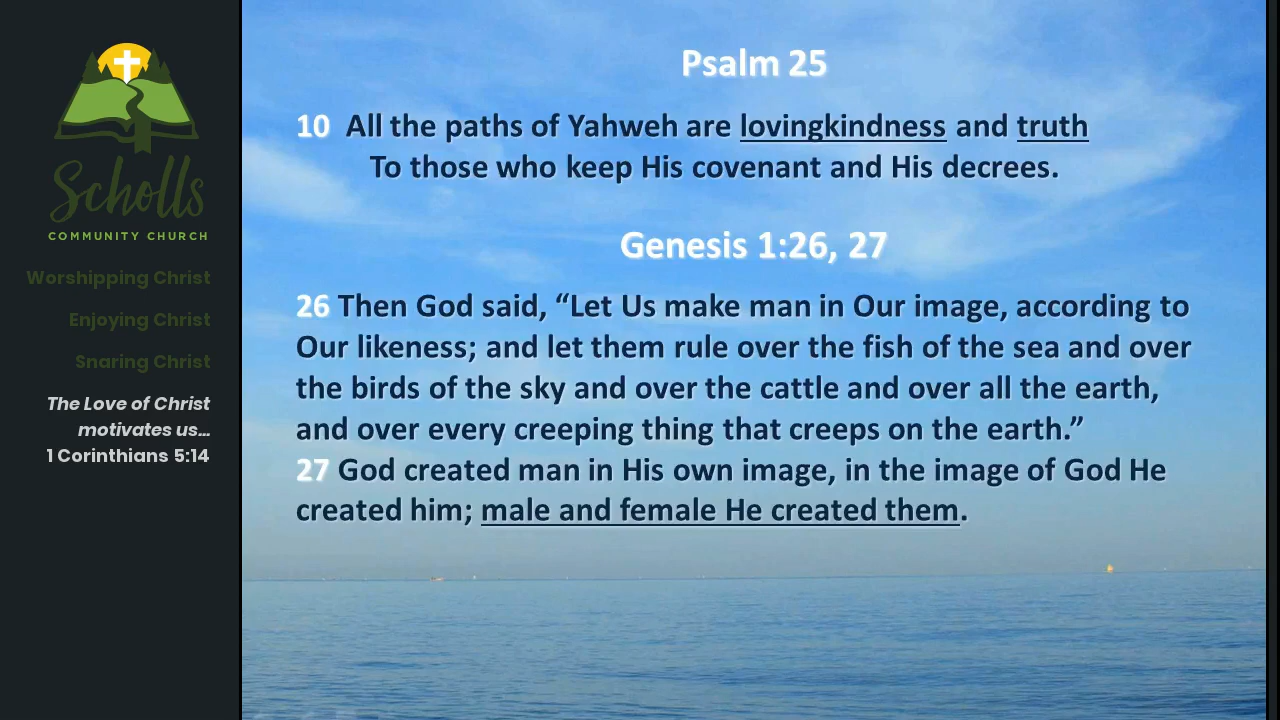 Scholls
COMMUNITY CHURCH
Worshipping Christ
Enjoying Christ
Snaring Christ
The Love of Christ
motivates us...
1 Corinthians 5:14
Psalm 25
10 All the paths of Yahweh are lovingkindness and truth
To those who keep His covenant and His decrees.
Genesis 1:26, 27
26 Then God said, “Let Us make man in Our image, according to
Our likeness; and let them rule over the fish of the sea and over
the birds of the sky and over the cattle and over all the earth,
and over every creeping thing that creeps on the earth.”
27 God created man in His own image, in the image of God He
created him; male and female He created them.